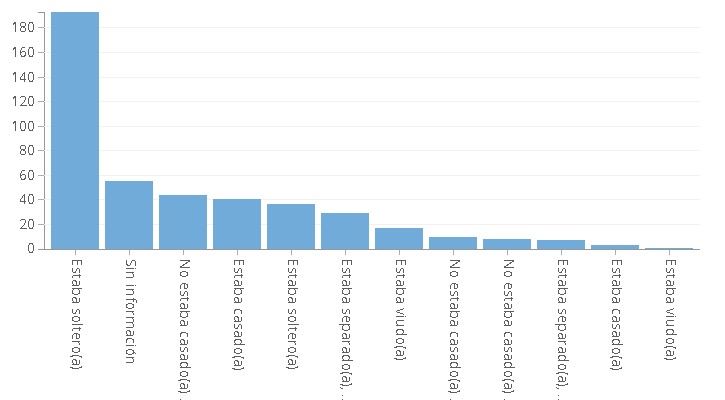 180
160
140
120
100
80
60
40
20
0
Estaba soltero(a)
Sin información
No estaba casado(a) .
Estaba casado(a)
Estaba soltero(a)
Estaba separado(a), ..
Estaba viudo(a)
No estaba casado(a) .
No estaba casado(a) .
Estaba separado(a), ..
Estaba casado(a)
Estaba viudo(a)